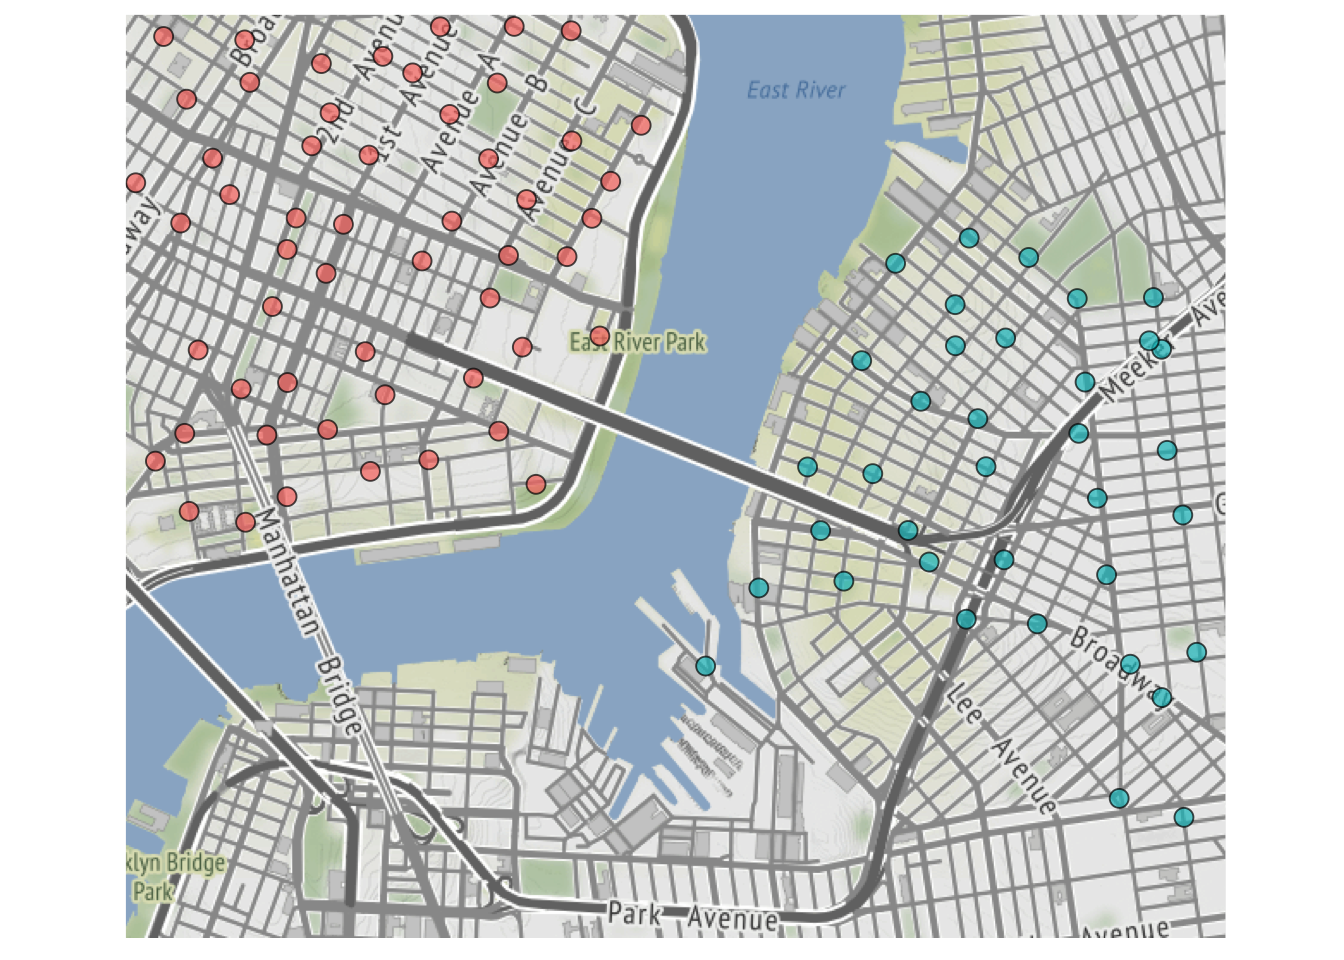 Broa
Avenu
2nd
1st
Avenue
Avenue A
Avenue B
Avenue C
East River
way
East River Park
Meeker Ave
G
Manhattan Bridge
Broadway
Lee Avenue
klyn Bridge
Park
Park Avenue
Avenue